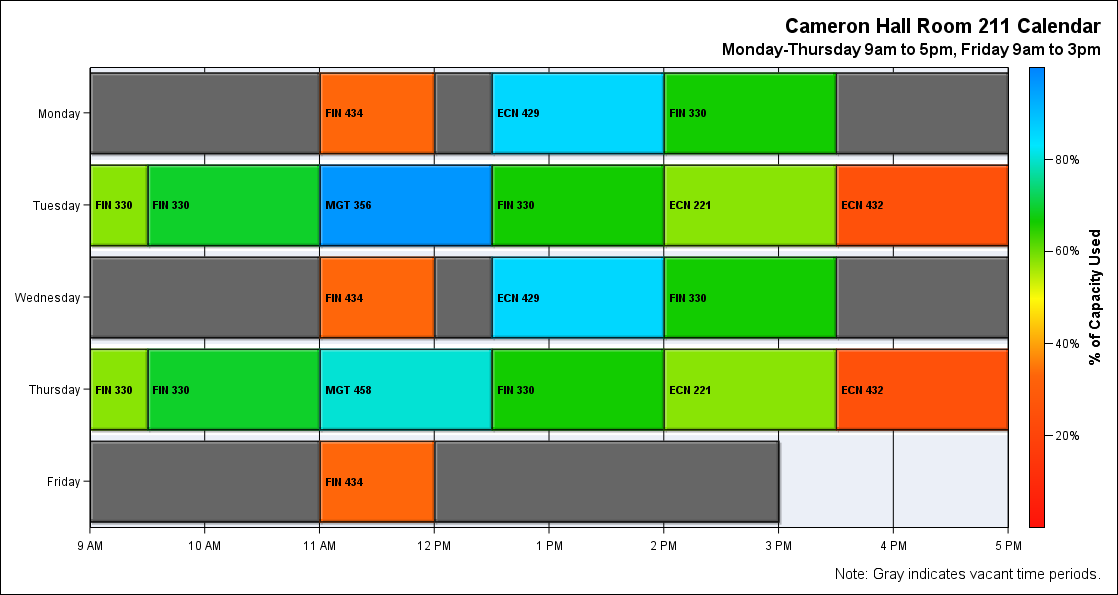 Cameron Hall Room 211 Calendar
Monday-Thursday 9am to 5pm, Friday 9am to 3pm
Monday
FIN 434
ECN 429
FIN 330
Tuesday
FIN 330
FIN 330
MGT 356
FIN 330
ECN 221
ECN 432
Wednesday
FIN 434
ECN 429
FIN 330
Thursday
FIN 330
FIN 330
MGT 458
FIN 330
ECN 221
ECN 432
Friday
FIN 434
9 AM
10 AM
11 AM
12 PM
1 PM
2 PM
3 PM
4 PM
5 PM
80%
60%
40%
20%
% of Capacity Used
Note: Gray indicates vacant time periods.